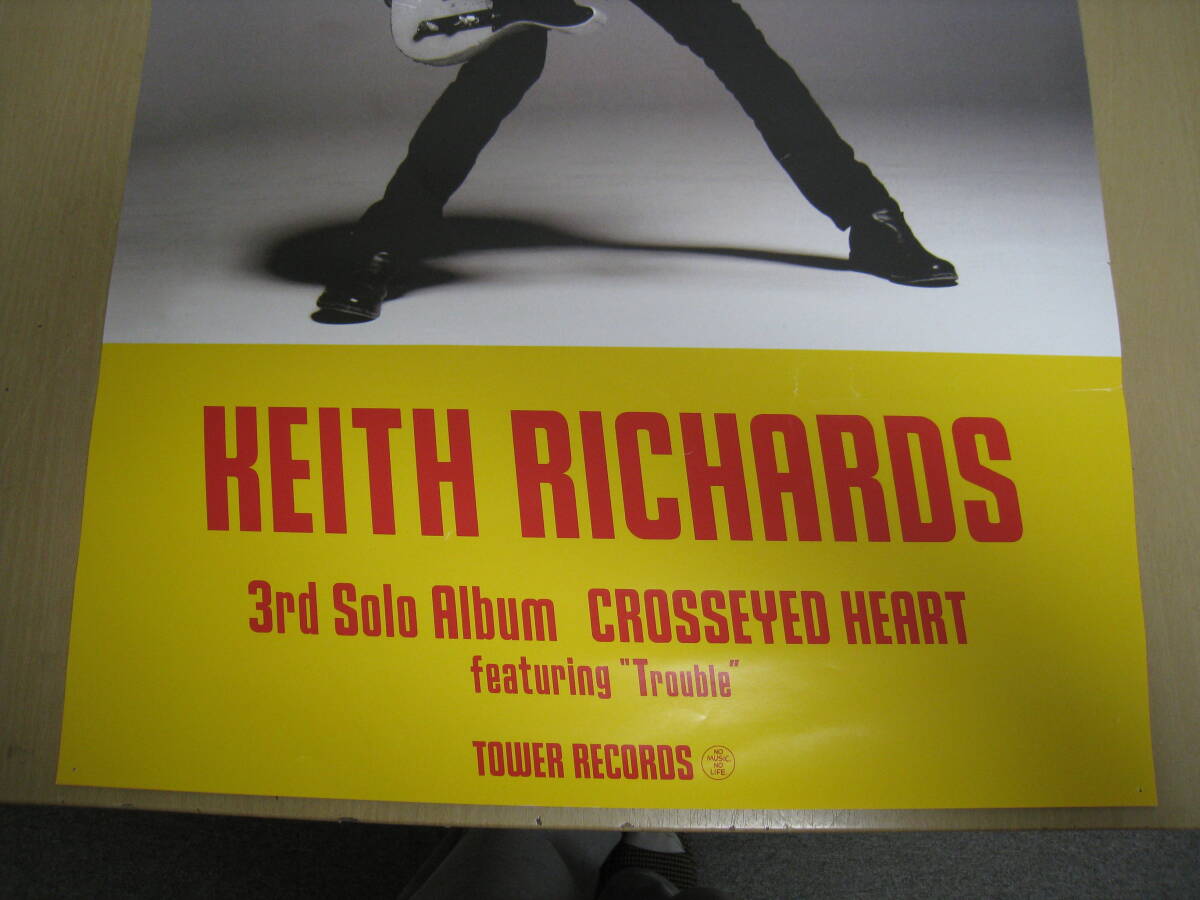 KEITH RICHARDS
3rd Solo Album CROSSEYED HEART
featuring "Trouble"
TOWER RECORDS
NO
MUSIC,
NO
LIFE.